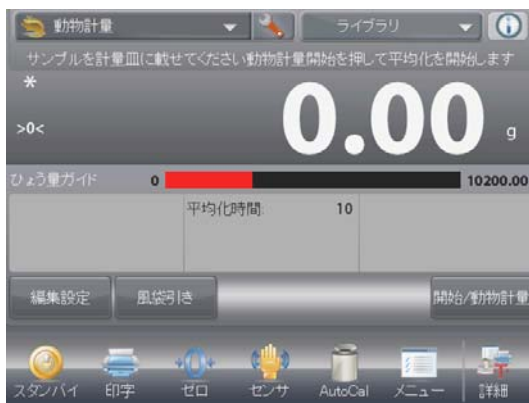 動物計量 ライブラリ
サンプルを計量皿に載せてください動物計量開始を押して平均化を開始します
*
>0< 0.00 g
ひょう量ガイド 0 10200.00
平均化時間: 10
編集設定 風袋引き 開始/動物計量
スタンバイ 印字 ゼロ センサ AutoCal メニュー 詳細